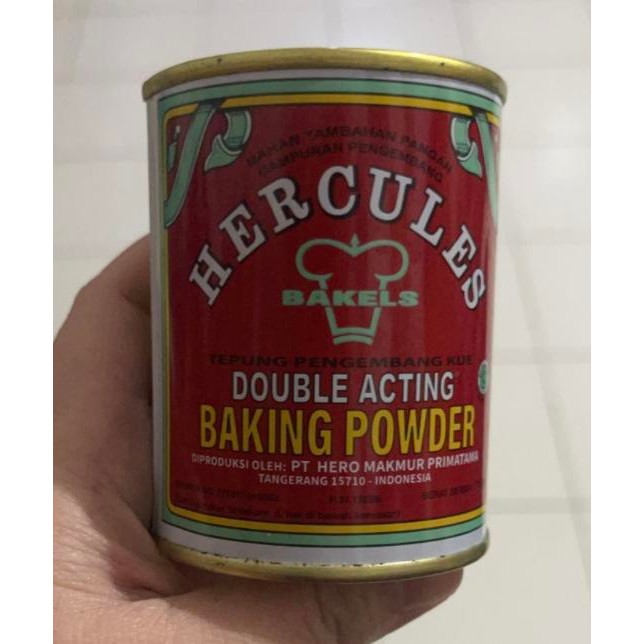 BAHAN TAMBAHAN PANGAN
CAMPURAN PENGEMBANG
HERCULES
BAKELS
TEPUNG PENGEMBANG KUE
DOUBLE ACTING
BAKING POWDER
DIPRODUKSI OLEH: PT HERO MAKMUR PRIMATAMA
TANGERANG 15710 - INDONESIA